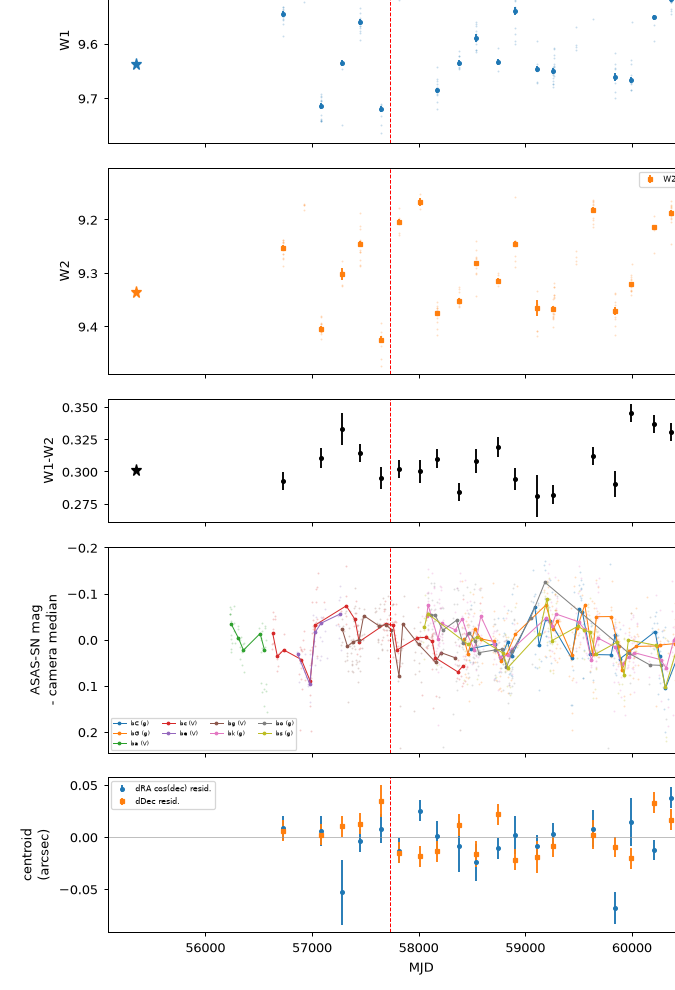 W1
9.6
9.7
W2
W2
9.2
9.3
9.4
W1-W2
0.350
0.325
0.300
0.275
ASAS-SN mag
- camera median
−0.2
−0.1
0.0
0.1
0.2
bC (g)
bG (g)
ba (V)
bc (V)
be (V)
bg (V)
bk (g)
bo (g)
bs (g)
centroid
(arcsec)
0.05
0.00
−0.05
dRA cos(dec) resid.
dDec resid.
56000 57000 58000 59000 60000
MJD